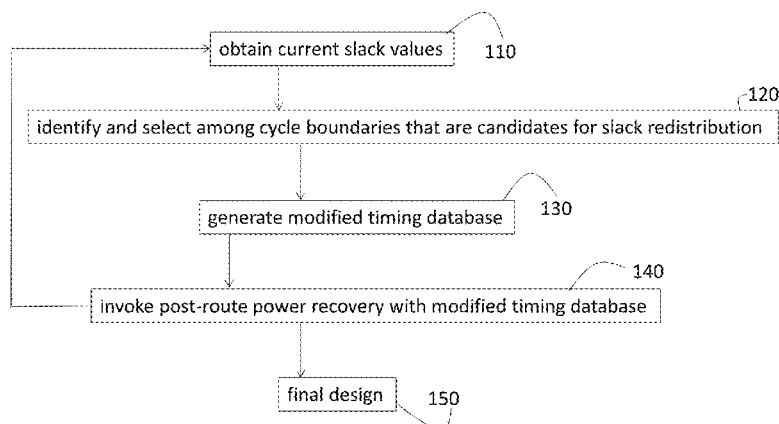 obtain current slack values
110
120
identify and select among cycle boundaries that are candidates for slack redistribution
generate modified timing database
130
140
invoke post-route power recovery with modified timing database
final design
150